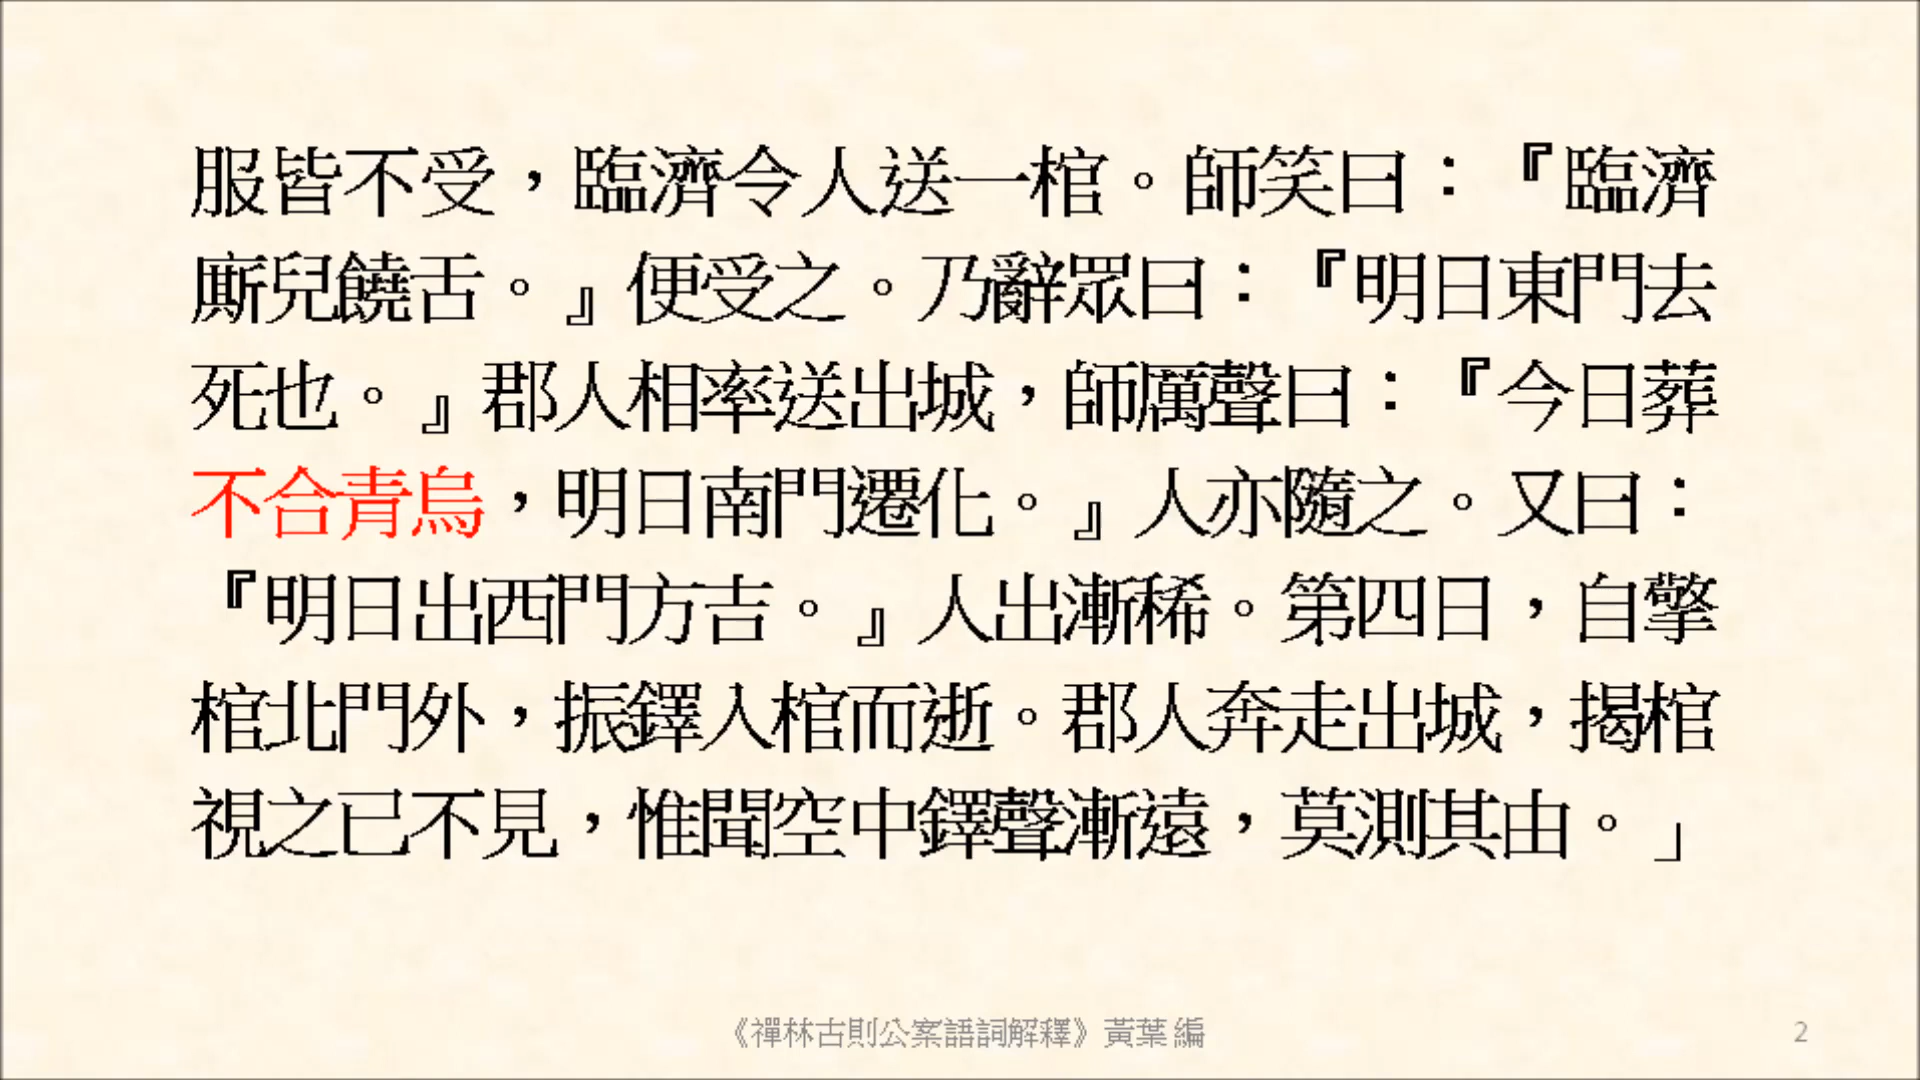 服皆不受，臨濟令人送一棺。師笑曰：『臨濟
廝兒饒舌。』便受之。乃辭眾曰：『明日東門去
死也。』郡人相率送出城，師厲聲曰：『今日葬
不合青烏，明日南門遷化。』人亦隨之。又曰：
『明日出西門方吉。』人出漸稀。第四日，自擎
棺北門外，振鐸入棺而逝。郡人奔走出城，揭棺
視之已不見，惟聞空中鐸聲漸遠，莫測其由。」
《禪林古則公案語詞解釋》黃葉 編
2